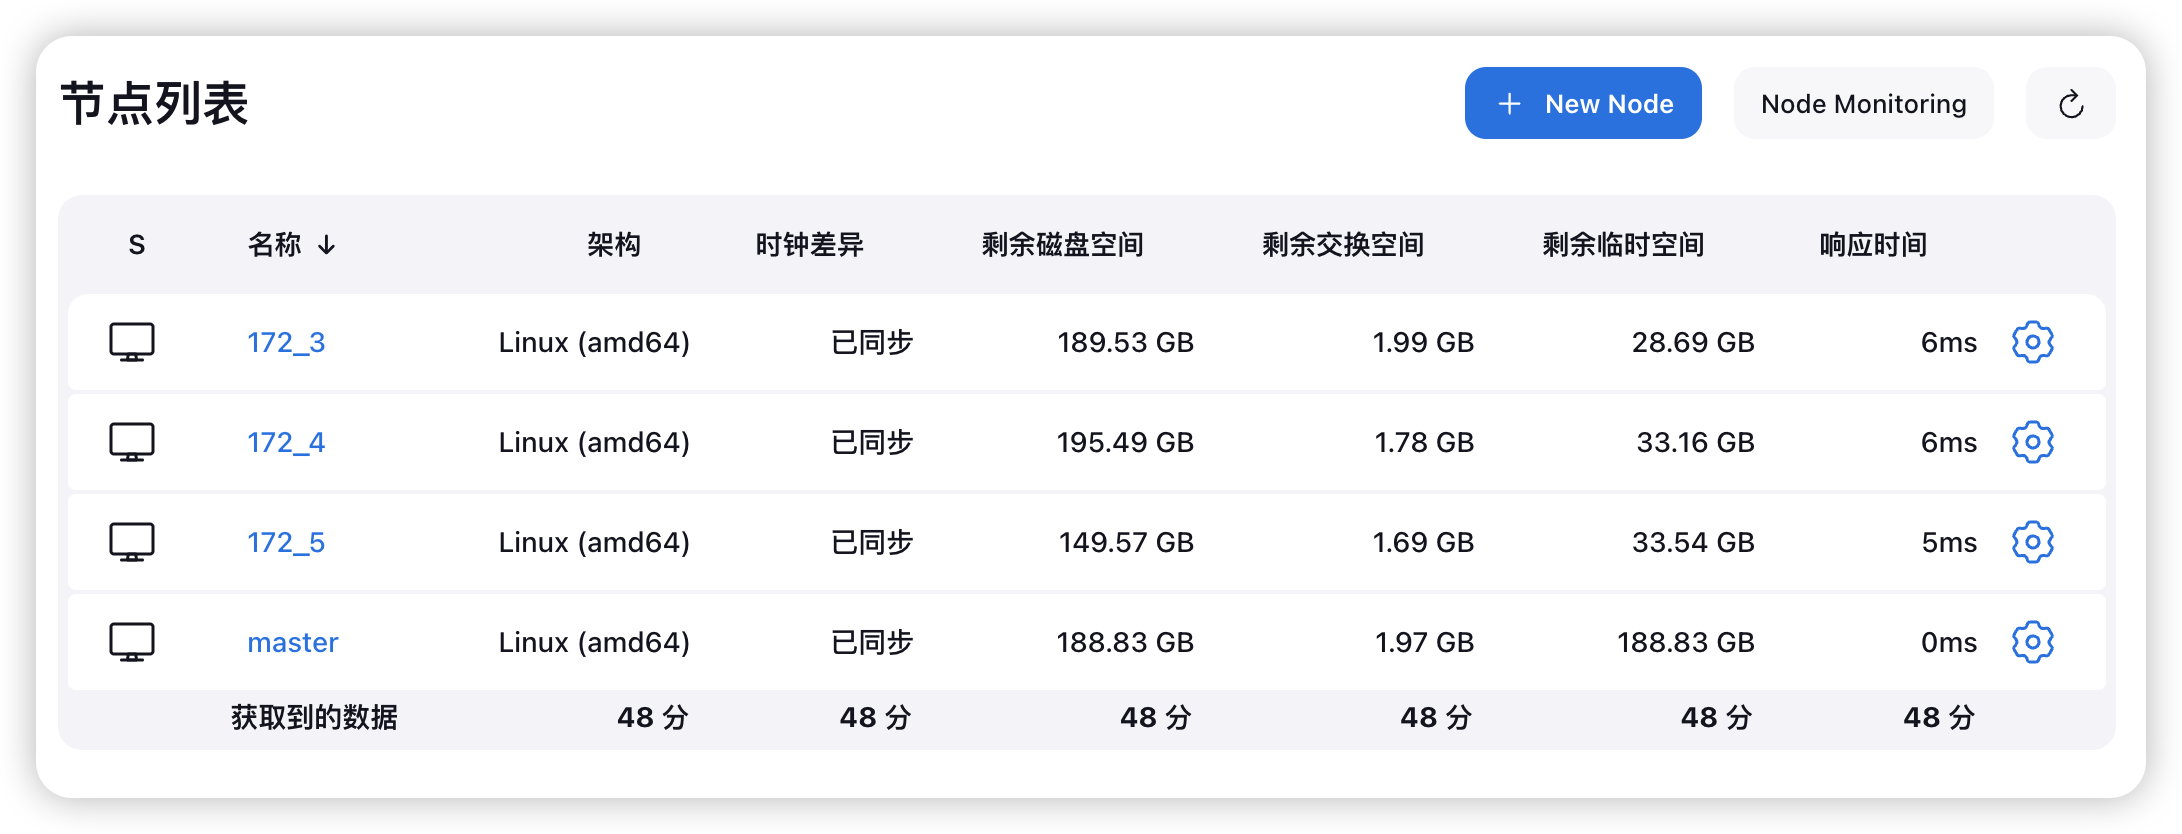 节点列表
+ New Node
Node Monitoring
S 名称 ↓ 架构 时钟差异 剩余磁盘空间 剩余交换空间 剩余临时空间 响应时间
172_3 Linux (amd64) 已同步 189.53 GB 1.99 GB 28.69 GB 6ms
172_4 Linux (amd64) 已同步 195.49 GB 1.78 GB 33.16 GB 6ms
172_5 Linux (amd64) 已同步 149.57 GB 1.69 GB 33.54 GB 5ms
master Linux (amd64) 已同步 188.83 GB 1.97 GB 188.83 GB 0ms
获取到的数据 48 分 48 分 48 分 48 分 48 分 48 分